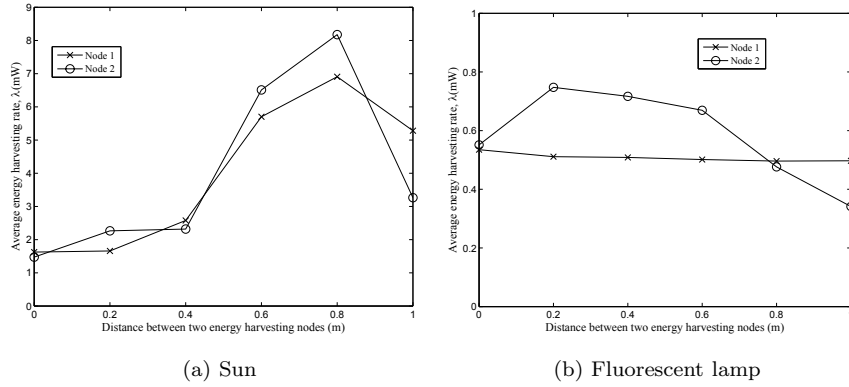 9
8
7
6
5
4
3
2
1
0
Average energy harvesting rate, λ(mW)
Node 1
Node 2
0 0.2 0.4 0.6 0.8 1
Distance between two energy harvesting nodes (m)
(a) Sun
1
0.8
0.6
0.4
0.2
0
Average energy harvesting rate, λ(mW)
Node 1
Node 2
0 0.2 0.4 0.6 0.8
Distance between two energy harvesting nodes (m)
(b) Fluorescent lamp